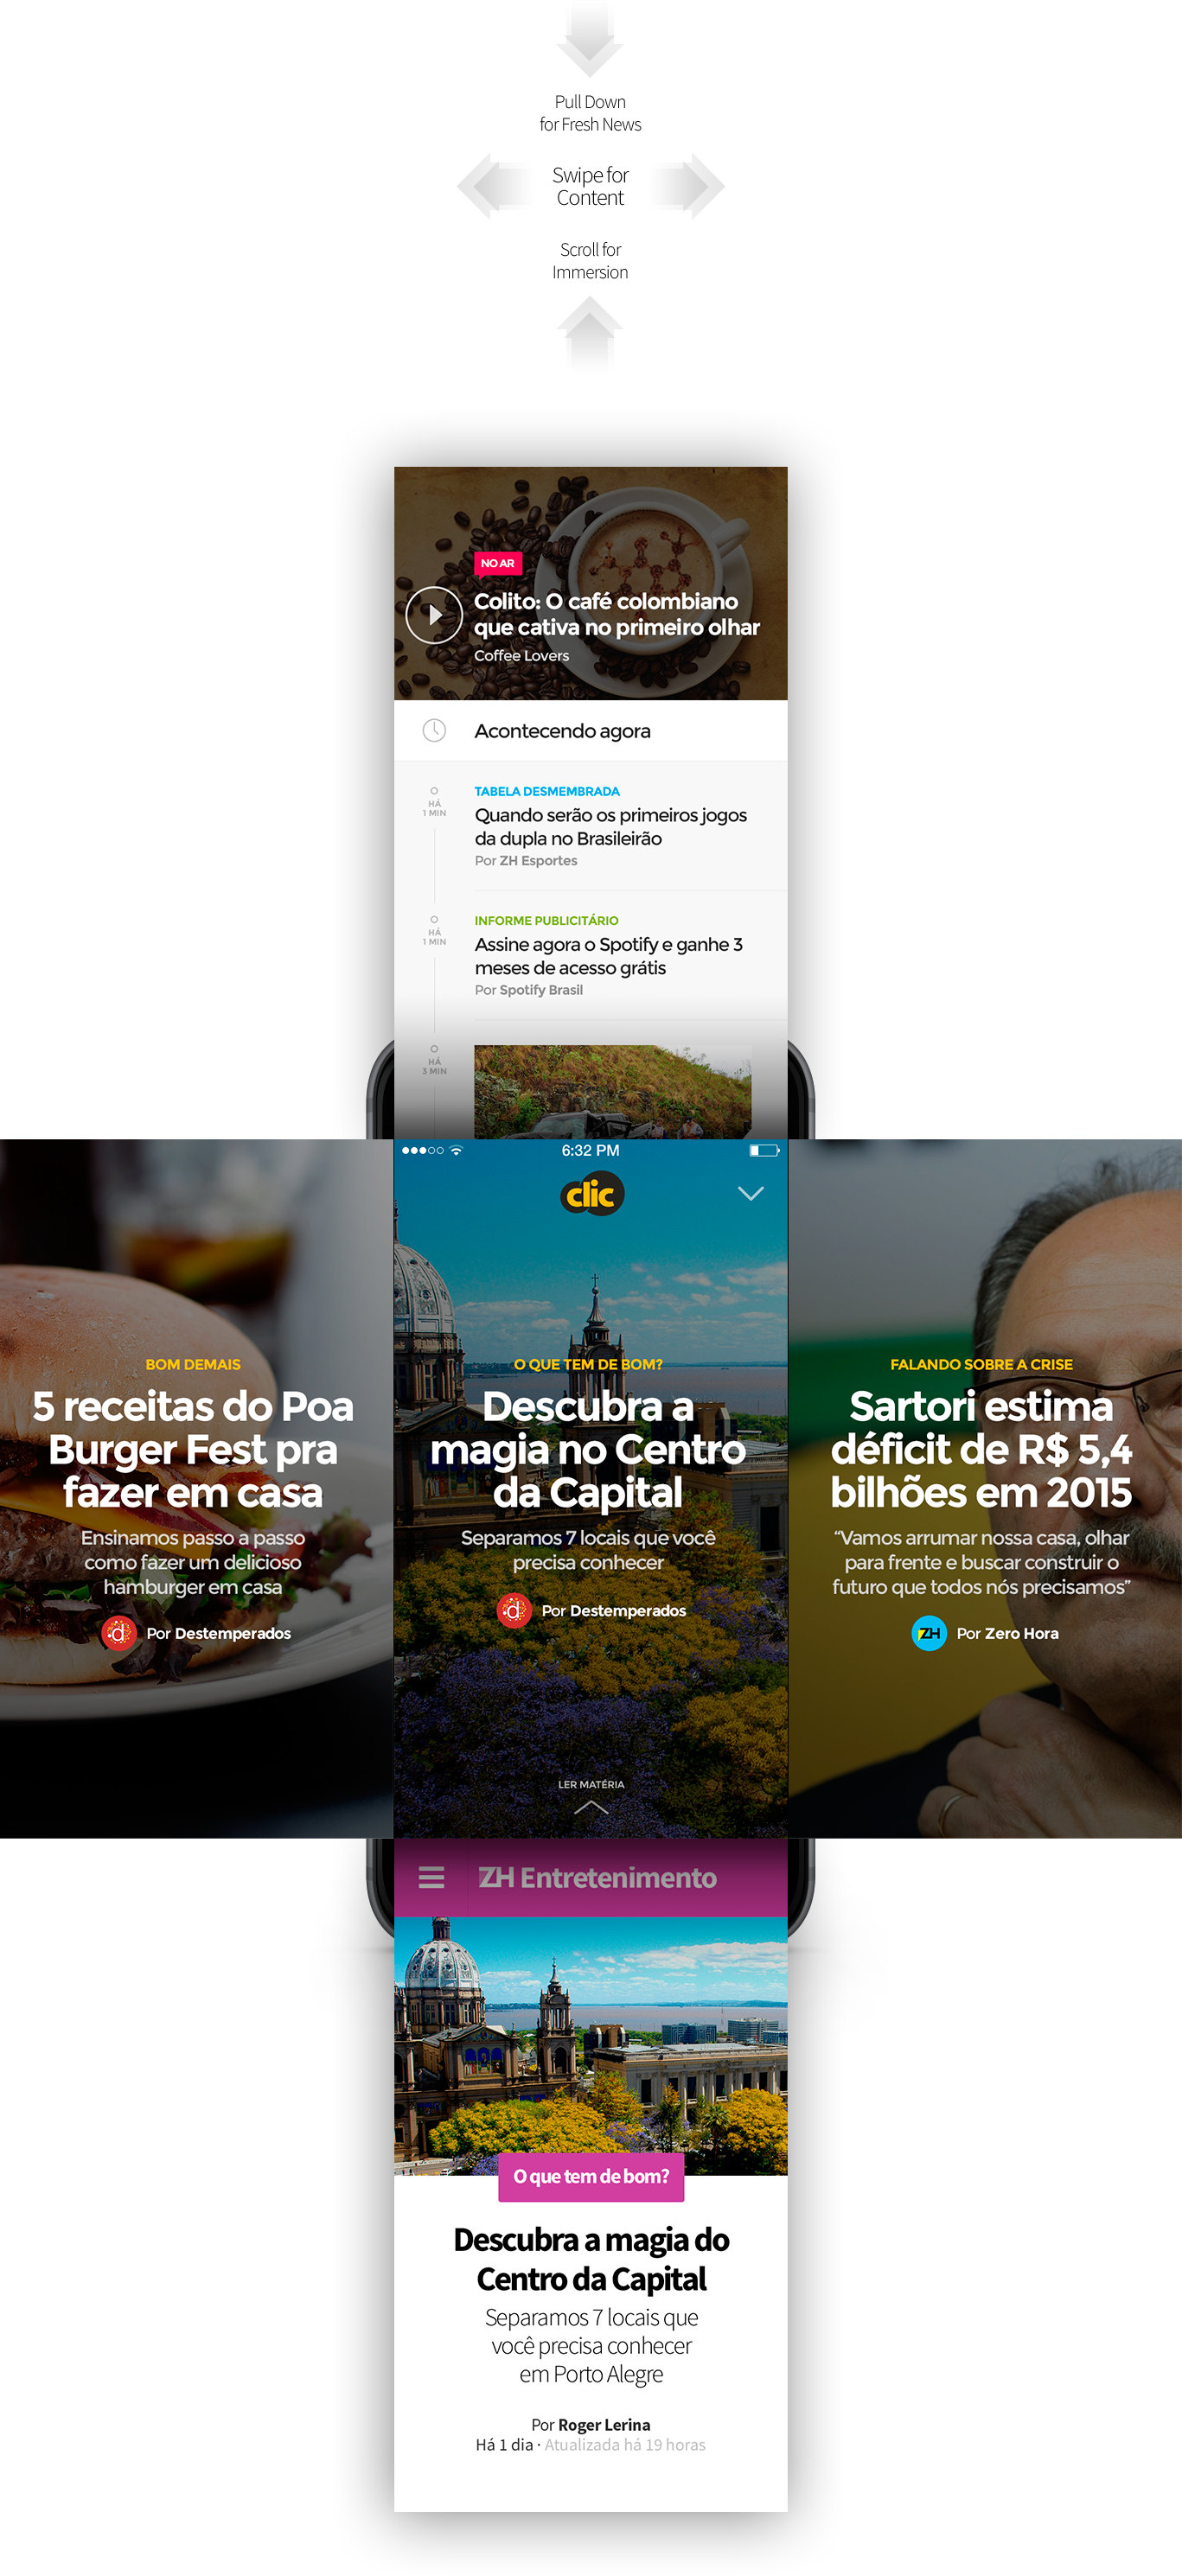 Pull Down
for Fresh News
Swipe for
Content
Scroll for
Immersion
NO AR
Colito: O café colombiano
que cativa no primeiro olhar
Coffee Lovers
Acontecendo agora
HÁ
1 MIN
TABELA DESMEMBRADA
Quando serão os primeiros jogos
da dupla no Brasileirão
Por ZH Esportes
HÁ
1 MIN
INFORME PUBLICITÁRIO
Assine agora o Spotify e ganhe 3
meses de acesso grátis
Por Spotify Brasil
HÁ
3 MIN
BOM DEMAIS
5 receitas do Poa
Burger Fest pra
fazer em casa
Ensinamos passo a passo
como fazer um delicioso
hamburger em casa
d
Por Destemperados
6:32 PM
clic
O QUE TEM DE BOM?
Descubra a
magia no Centro
da Capital
Separamos 7 locais que você
precisa conhecer
d
Por Destemperados
LER MATÉRIA
FALANDO SOBRE A CRISE
Sartori estima
déficit de R$ 5,4
bilhões em 2015
“Vamos arrumar nossa casa, olhar
para frente e buscar construir o
futuro que todos nós precisamos”
ZH
Por Zero Hora
ZH Entretenimento
O que tem de bom?
Descubra a magia do
Centro da Capital
Separamos 7 locais que
você precisa conhecer
em Porto Alegre
Por Roger Lerina
Há 1 dia · Atualizada há 19 horas